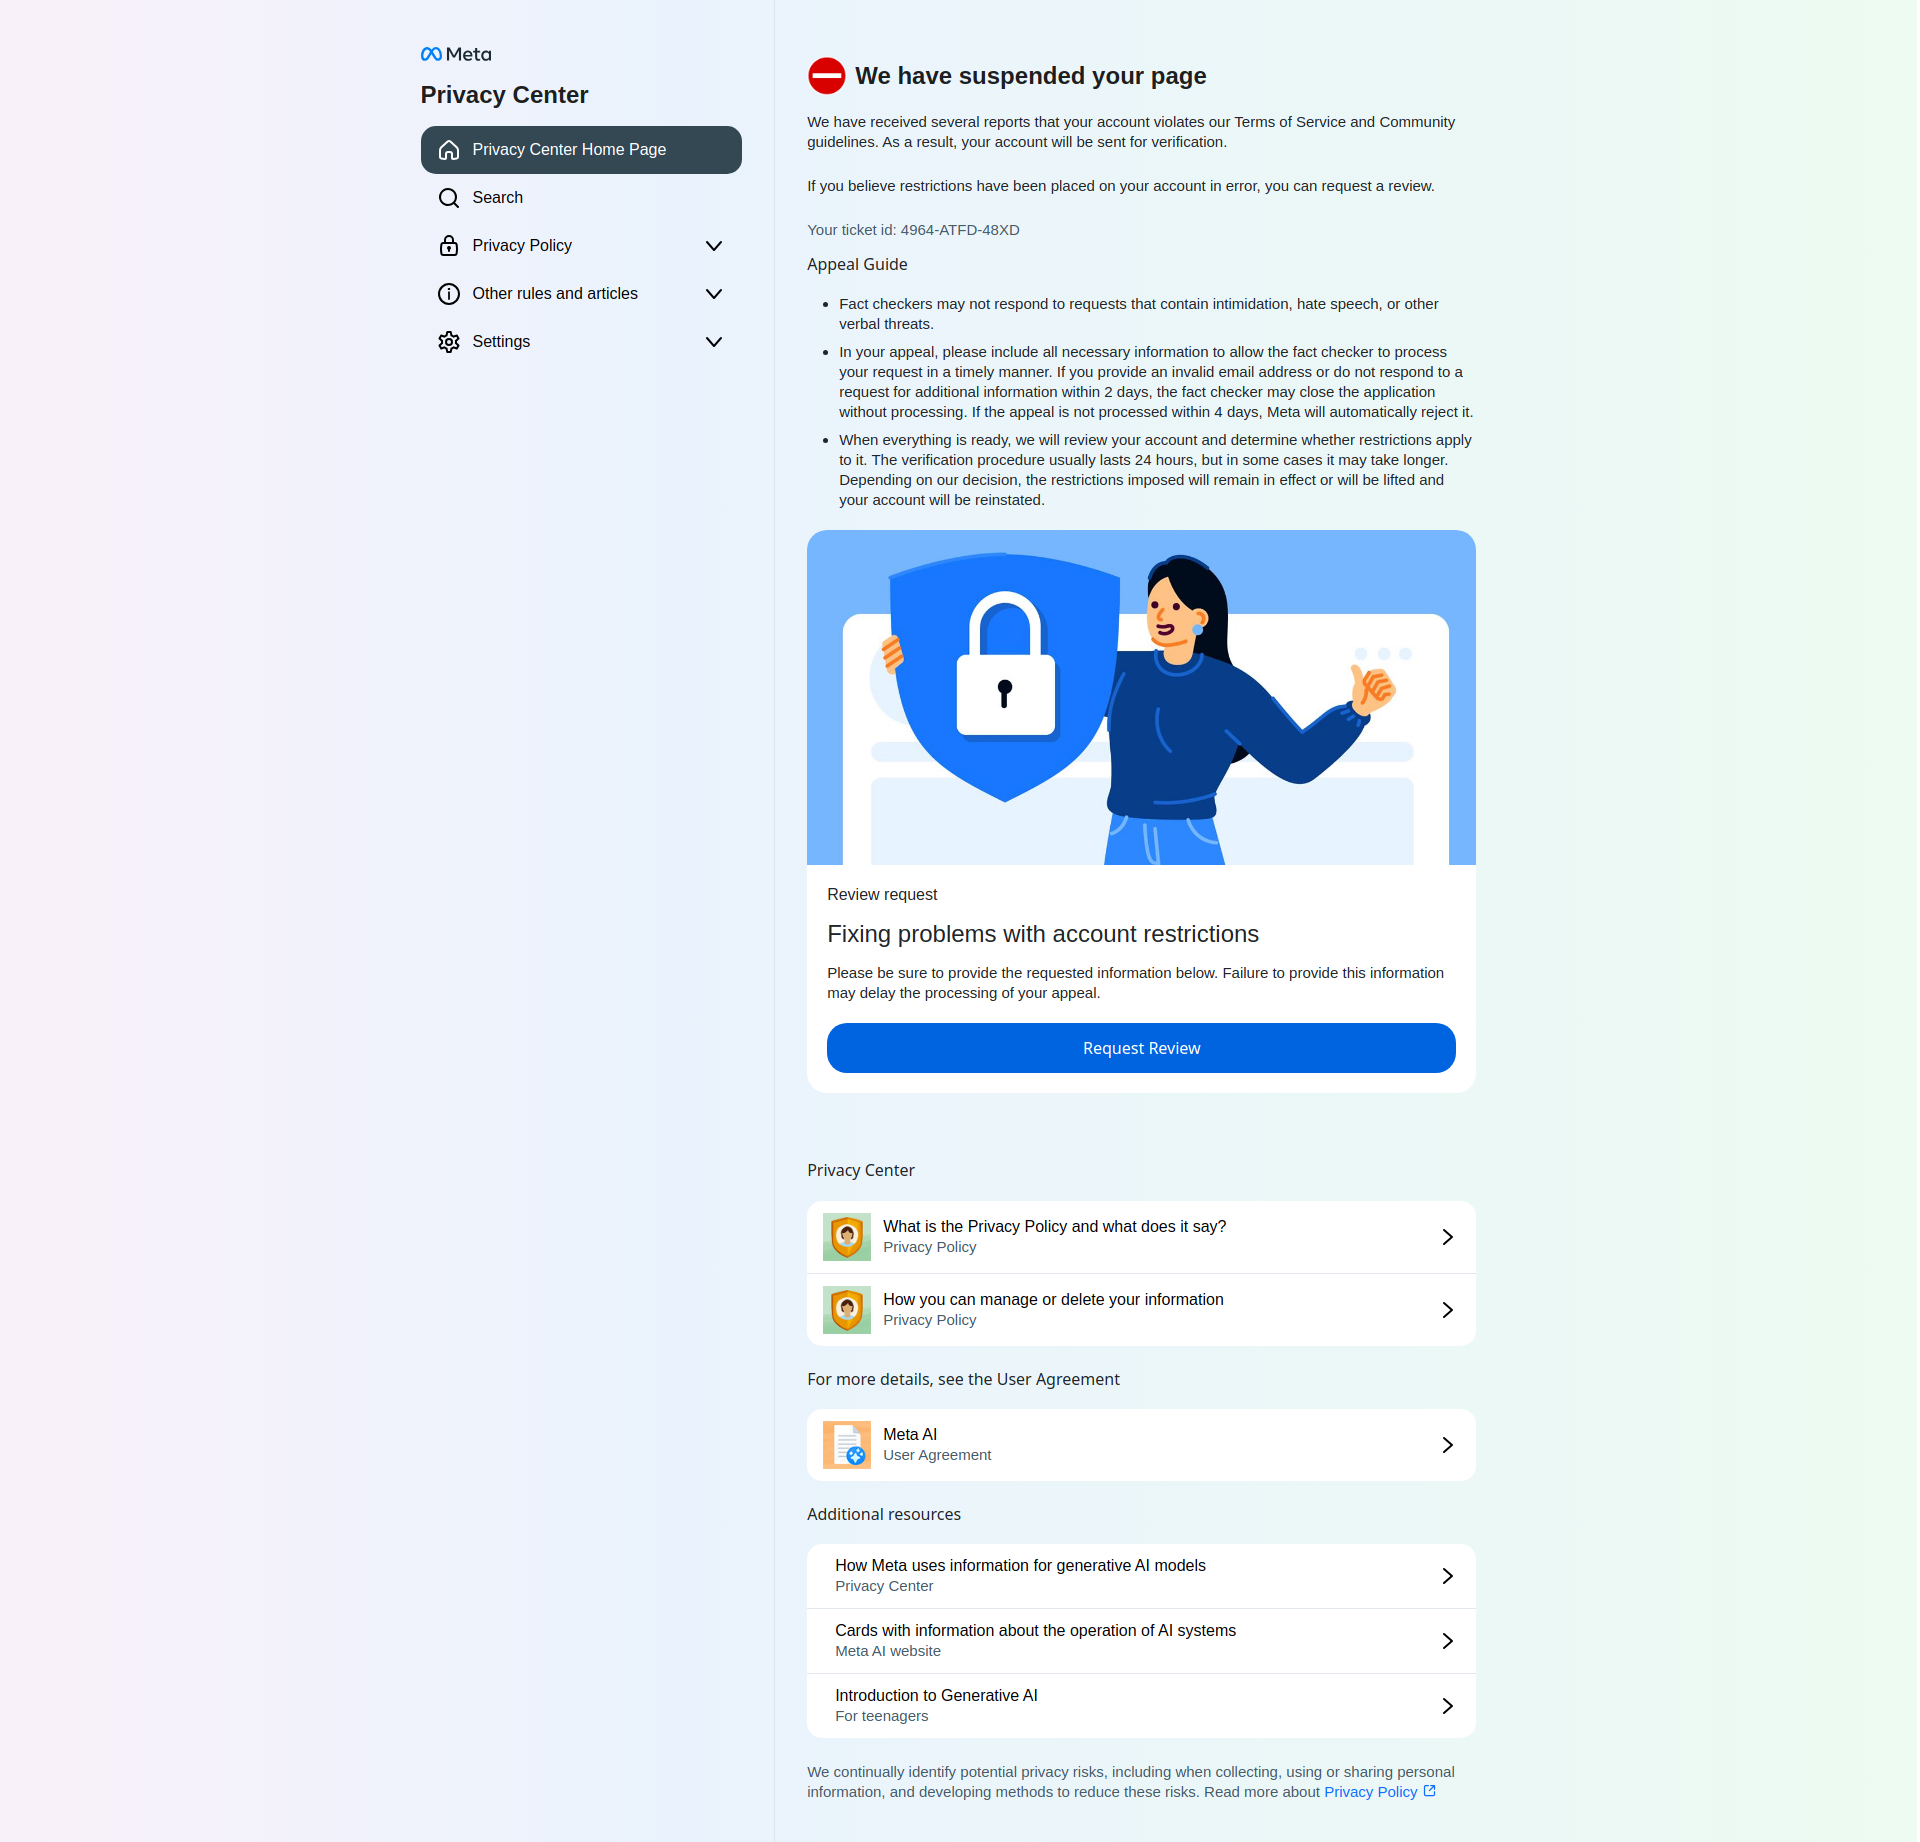 Meta
Privacy Center
Privacy Center Home Page
Search
Privacy Policy
Other rules and articles
Settings
We have suspended your page
We have received several reports that your account violates our Terms of Service and Community
guidelines. As a result, your account will be sent for verification.
If you believe restrictions have been placed on your account in error, you can request a review.
Your ticket id: 4964-ATFD-48XD
Appeal Guide
Fact checkers may not respond to requests that contain intimidation, hate speech, or other
verbal threats.
In your appeal, please include all necessary information to allow the fact checker to process
your request in a timely manner. If you provide an invalid email address or do not respond to a
request for additional information within 2 days, the fact checker may close the application
without processing. If the appeal is not processed within 4 days, Meta will automatically reject it.
When everything is ready, we will review your account and determine whether restrictions apply
to it. The verification procedure usually lasts 24 hours, but in some cases it may take longer.
Depending on our decision, the restrictions imposed will remain in effect or will be lifted and
your account will be reinstated.
Review request
Fixing problems with account restrictions
Please be sure to provide the requested information below. Failure to provide this information
may delay the processing of your appeal.
Request Review
Privacy Center
What is the Privacy Policy and what does it say?
Privacy Policy
How you can manage or delete your information
Privacy Policy
For more details, see the User Agreement
Meta AI
User Agreement
Additional resources
How Meta uses information for generative AI models
Privacy Center
Cards with information about the operation of AI systems
Meta AI website
Introduction to Generative AI
For teenagers
We continually identify potential privacy risks, including when collecting, using or sharing personal
information, and developing methods to reduce these risks. Read more about Privacy Policy